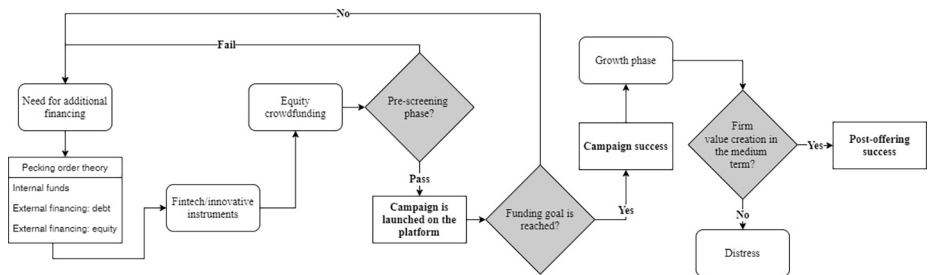 No
Fail
Need for additional
financing
Pecking order theory
Internal funds
External financing: debt
External financing: equity
Fintech/innovative
instruments
Equity
crowdfunding
Pre-screening
phase?
Pass
Campaign is
launched on the
platform
Funding goal is
reached?
Yes
Campaign success
Growth phase
Firm
value creation in
the medium
term?
Yes
Post-offering
success
No
Distress